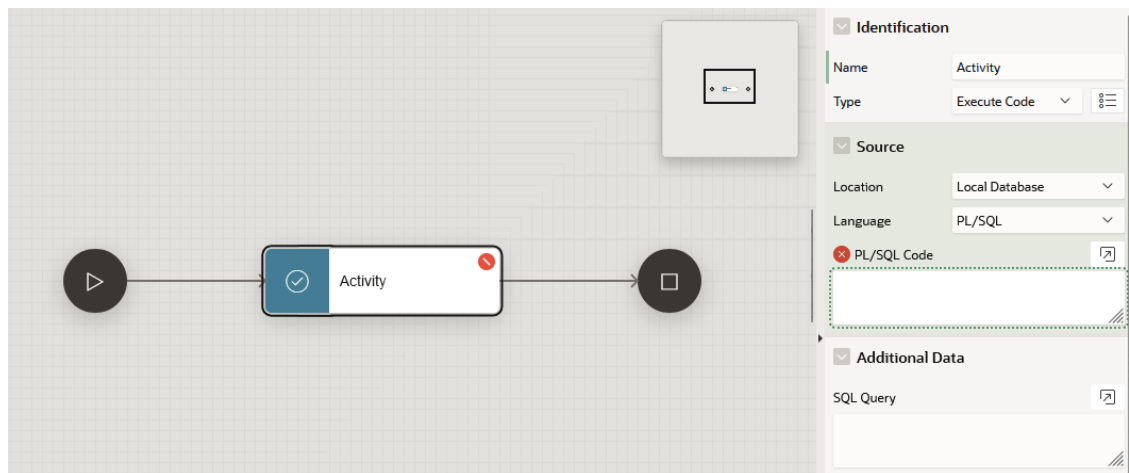 Identification
Name Activity
Type Execute Code
Source
Location Local Database
Language PL/SQL
PL/SQL Code
Activity
Additional Data
SQL Query